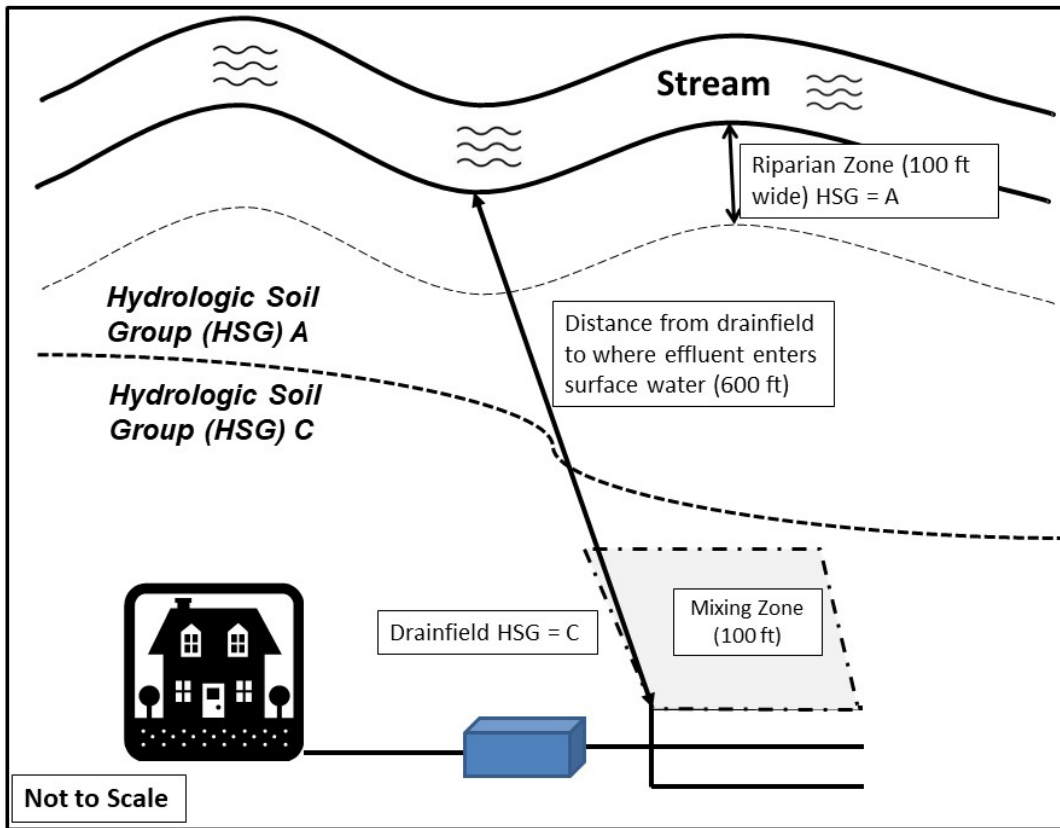 Stream
Riparian Zone (100 ft
wide) HSG = A
Hydrologic Soil
Group (HSG) A
Distance from drainfield
to where effluent enters
surface water (600 ft)
Hydrologic Soil
Group (HSG) C
Drainfield HSG = C
Mixing Zone
(100 ft)
Not to Scale